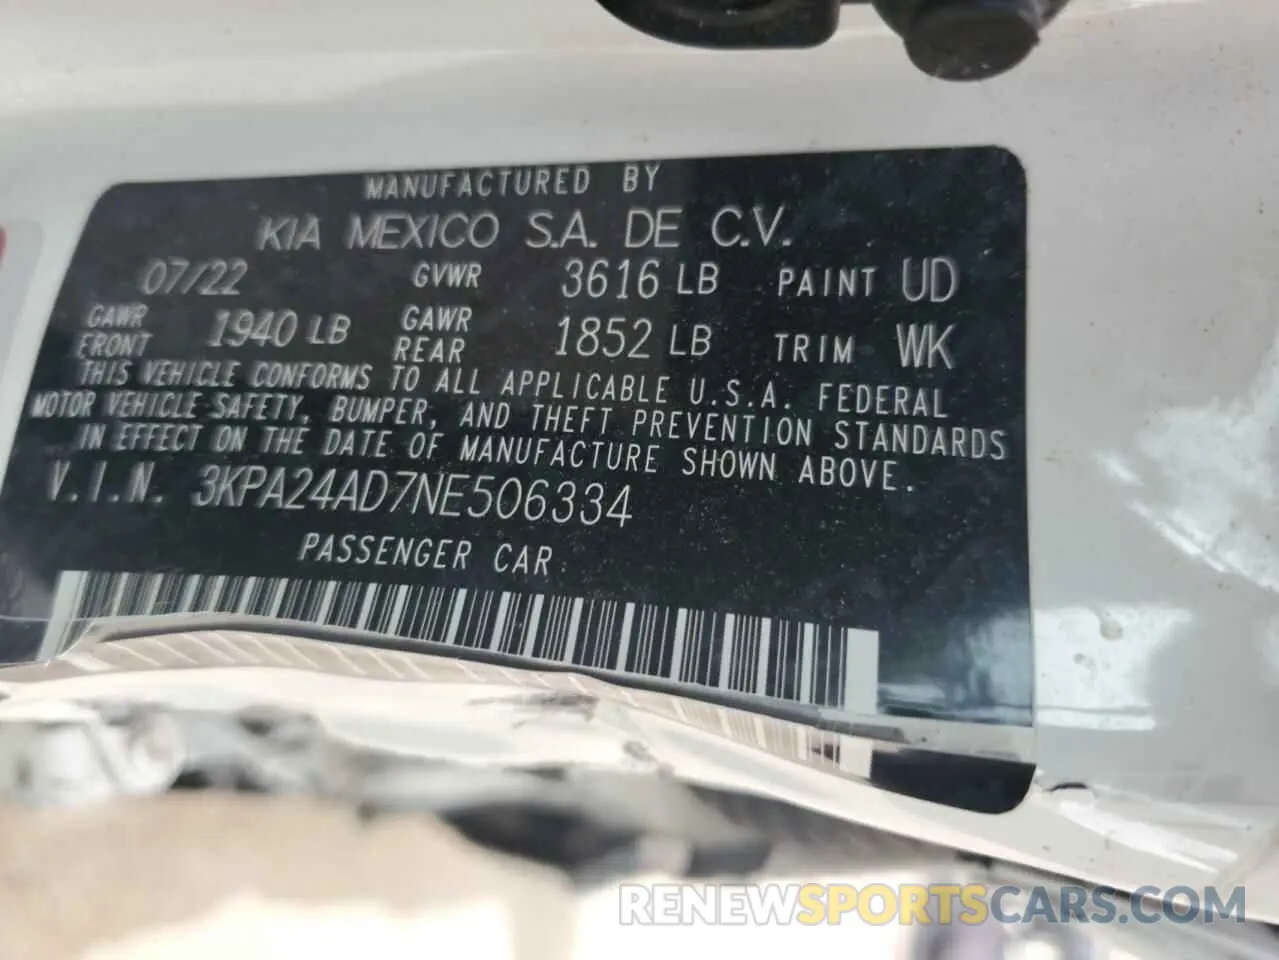 MANUFACTURED BY
KIA MEXICO S.A. DE C.V.
07/22 GVWR 3616 LB PAINT UD
GAWR FRONT 1940 LB GAWR REAR 1852 LB TRIM WK
THIS VEHICLE CONFORMS TO ALL APPLICABLE U.S.A. FEDERAL
MOTOR VEHICLE SAFETY, BUMPER, AND THEFT PREVENTION STANDARDS
IN EFFECT ON THE DATE OF MANUFACTURE SHOWN ABOVE.
V.I.N. 3KPA24AD7NE506334
PASSENGER CAR
RENEWSPORTSCARS.COM